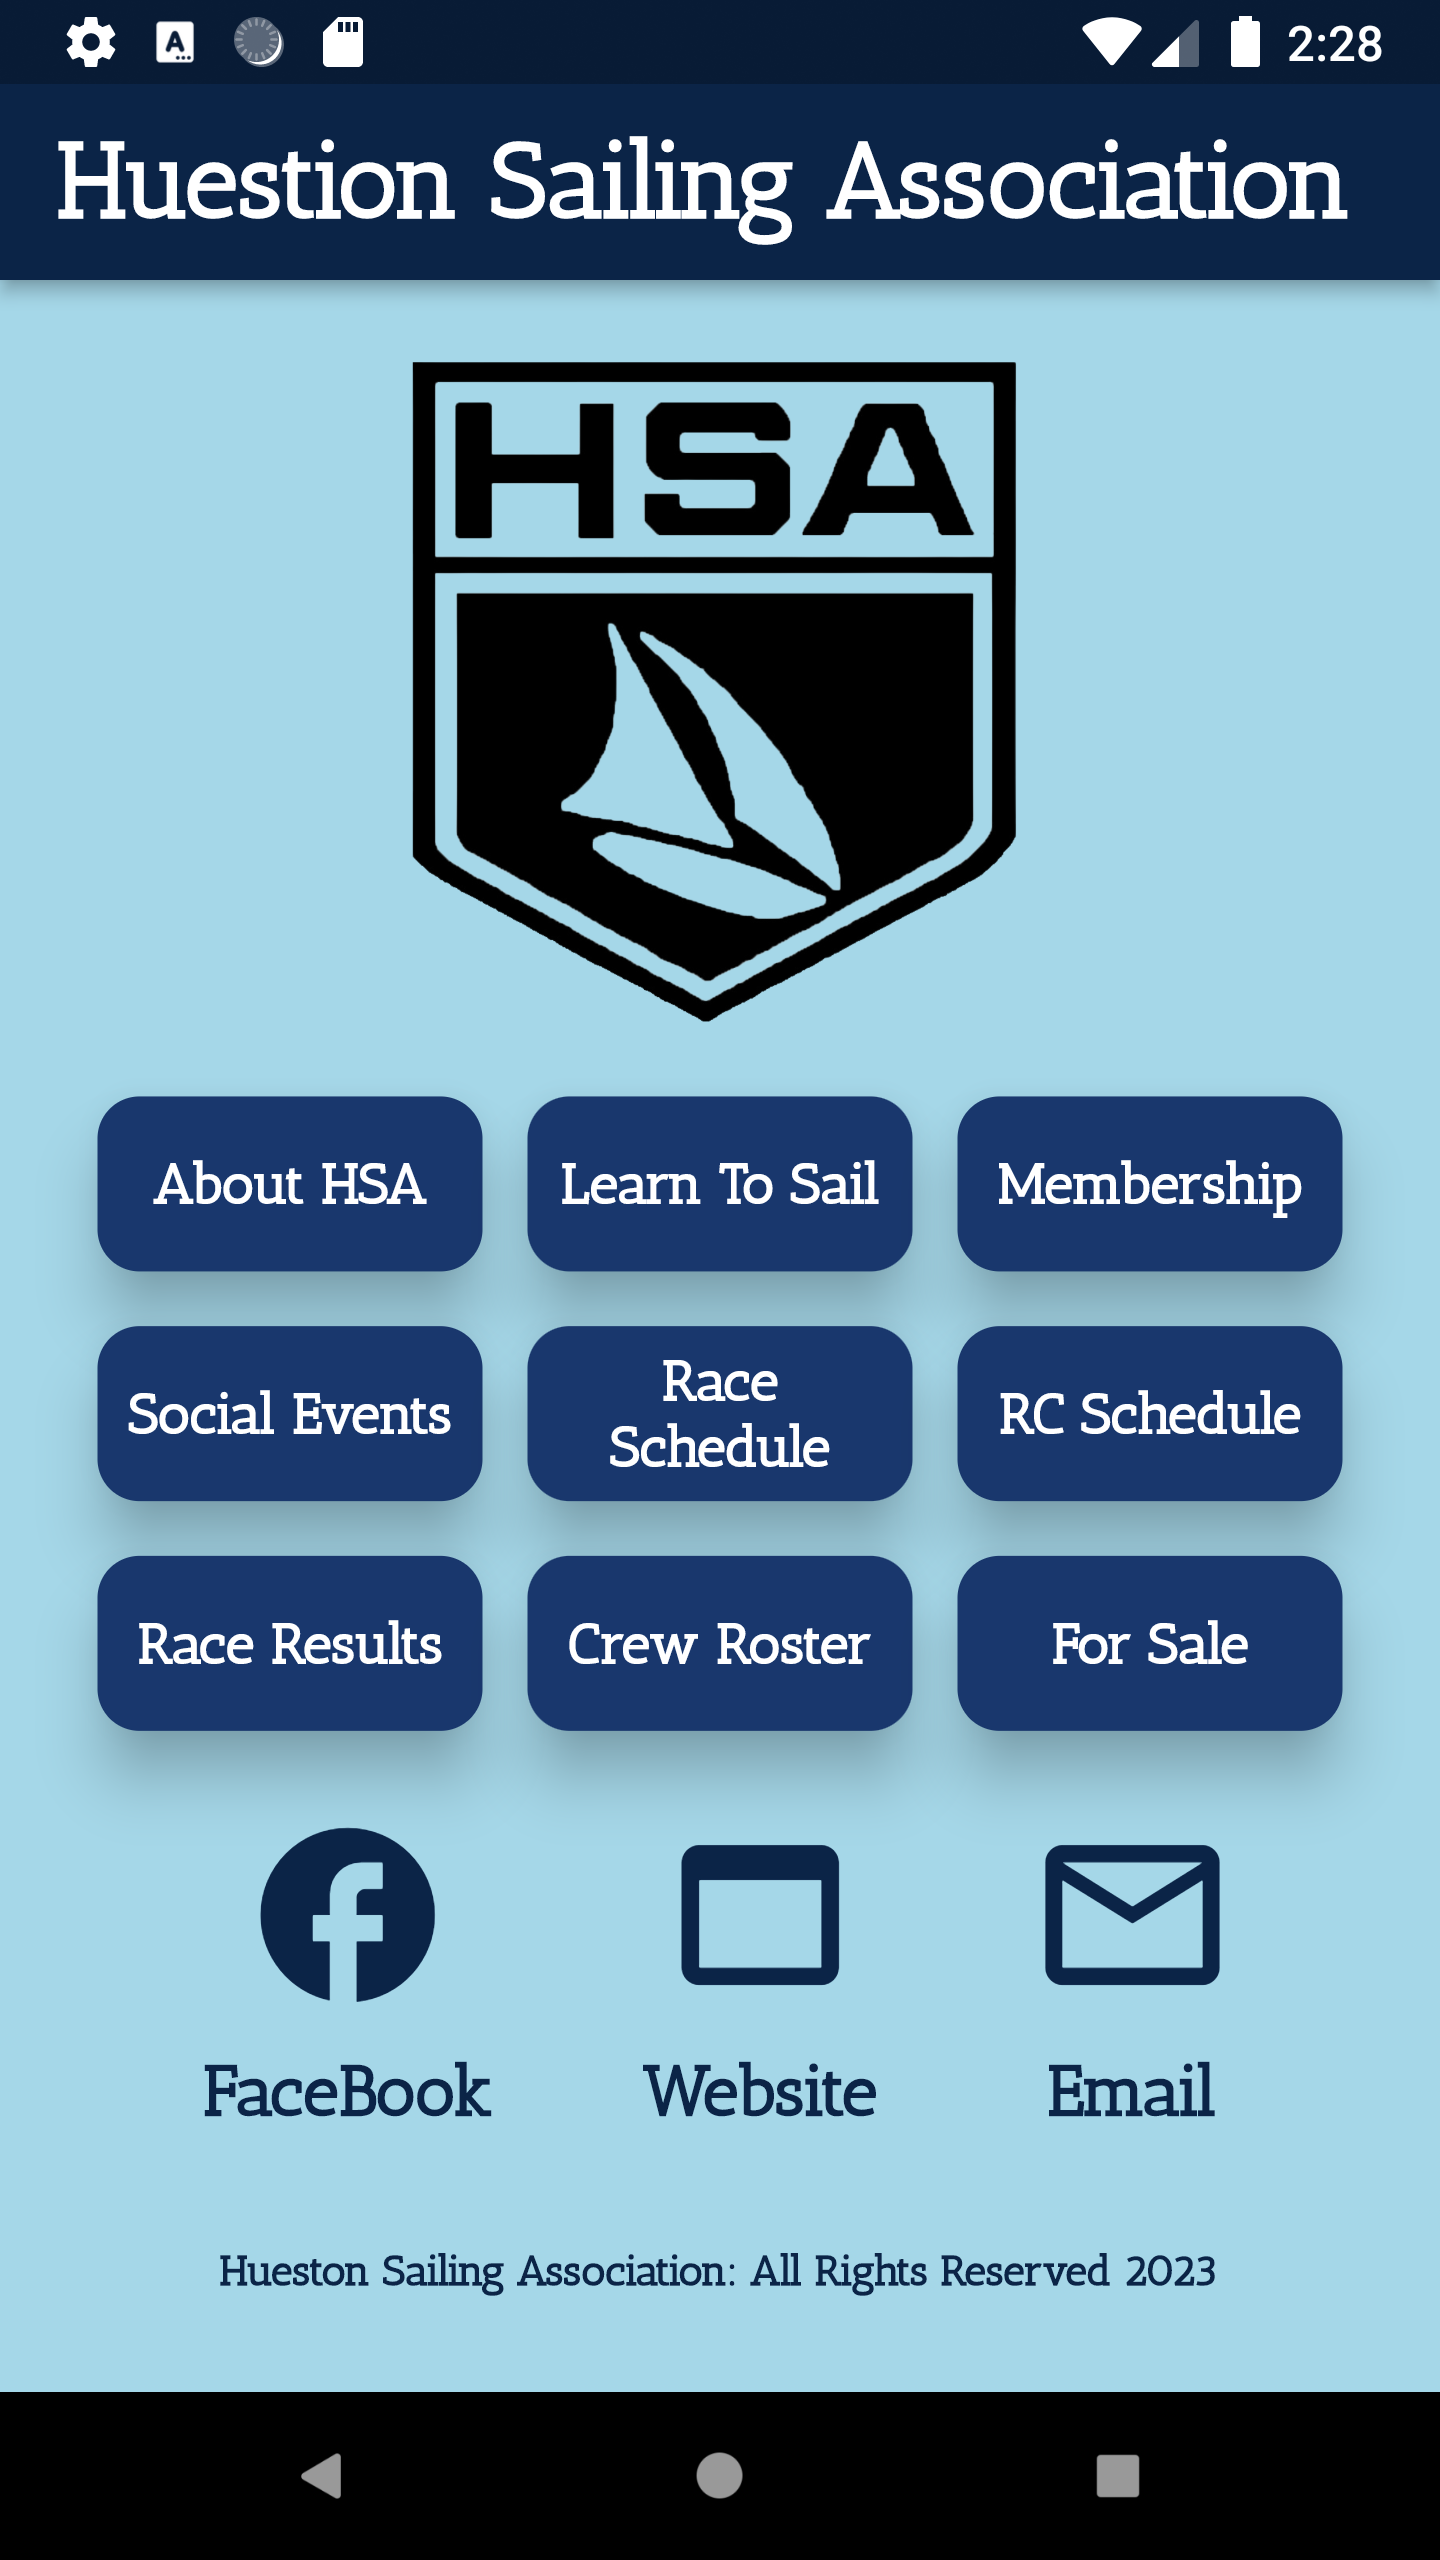 2:28
Huestion Sailing Association
HSA
About HSA
Learn To Sail
Membership
Social Events
Race
Schedule
RC Schedule
Race Results
Crew Roster
For Sale
FaceBook
Website
Email
Hueston Sailing Association: All Rights Reserved 2023